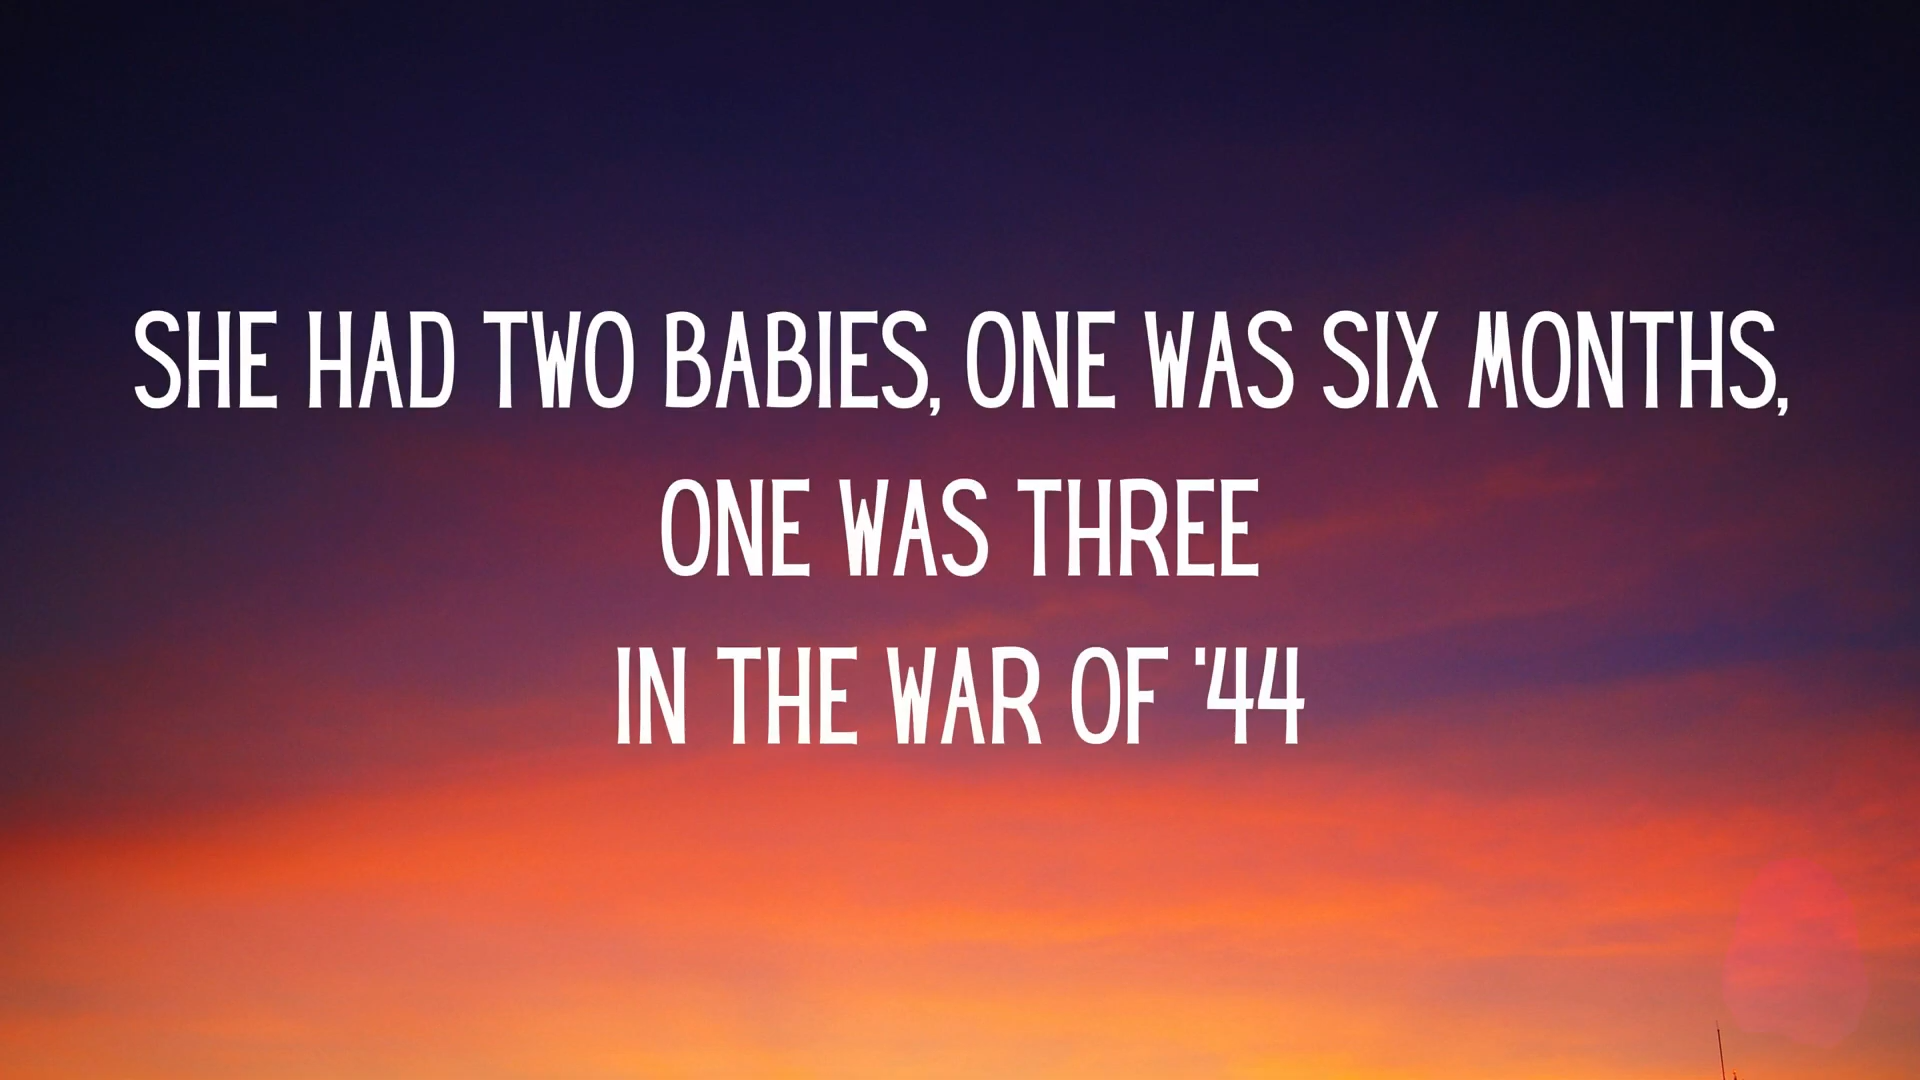 SHE HAD TWO BABIES, ONE WAS SIX MONTHS,
ONE WAS THREE
IN THE WAR OF '44